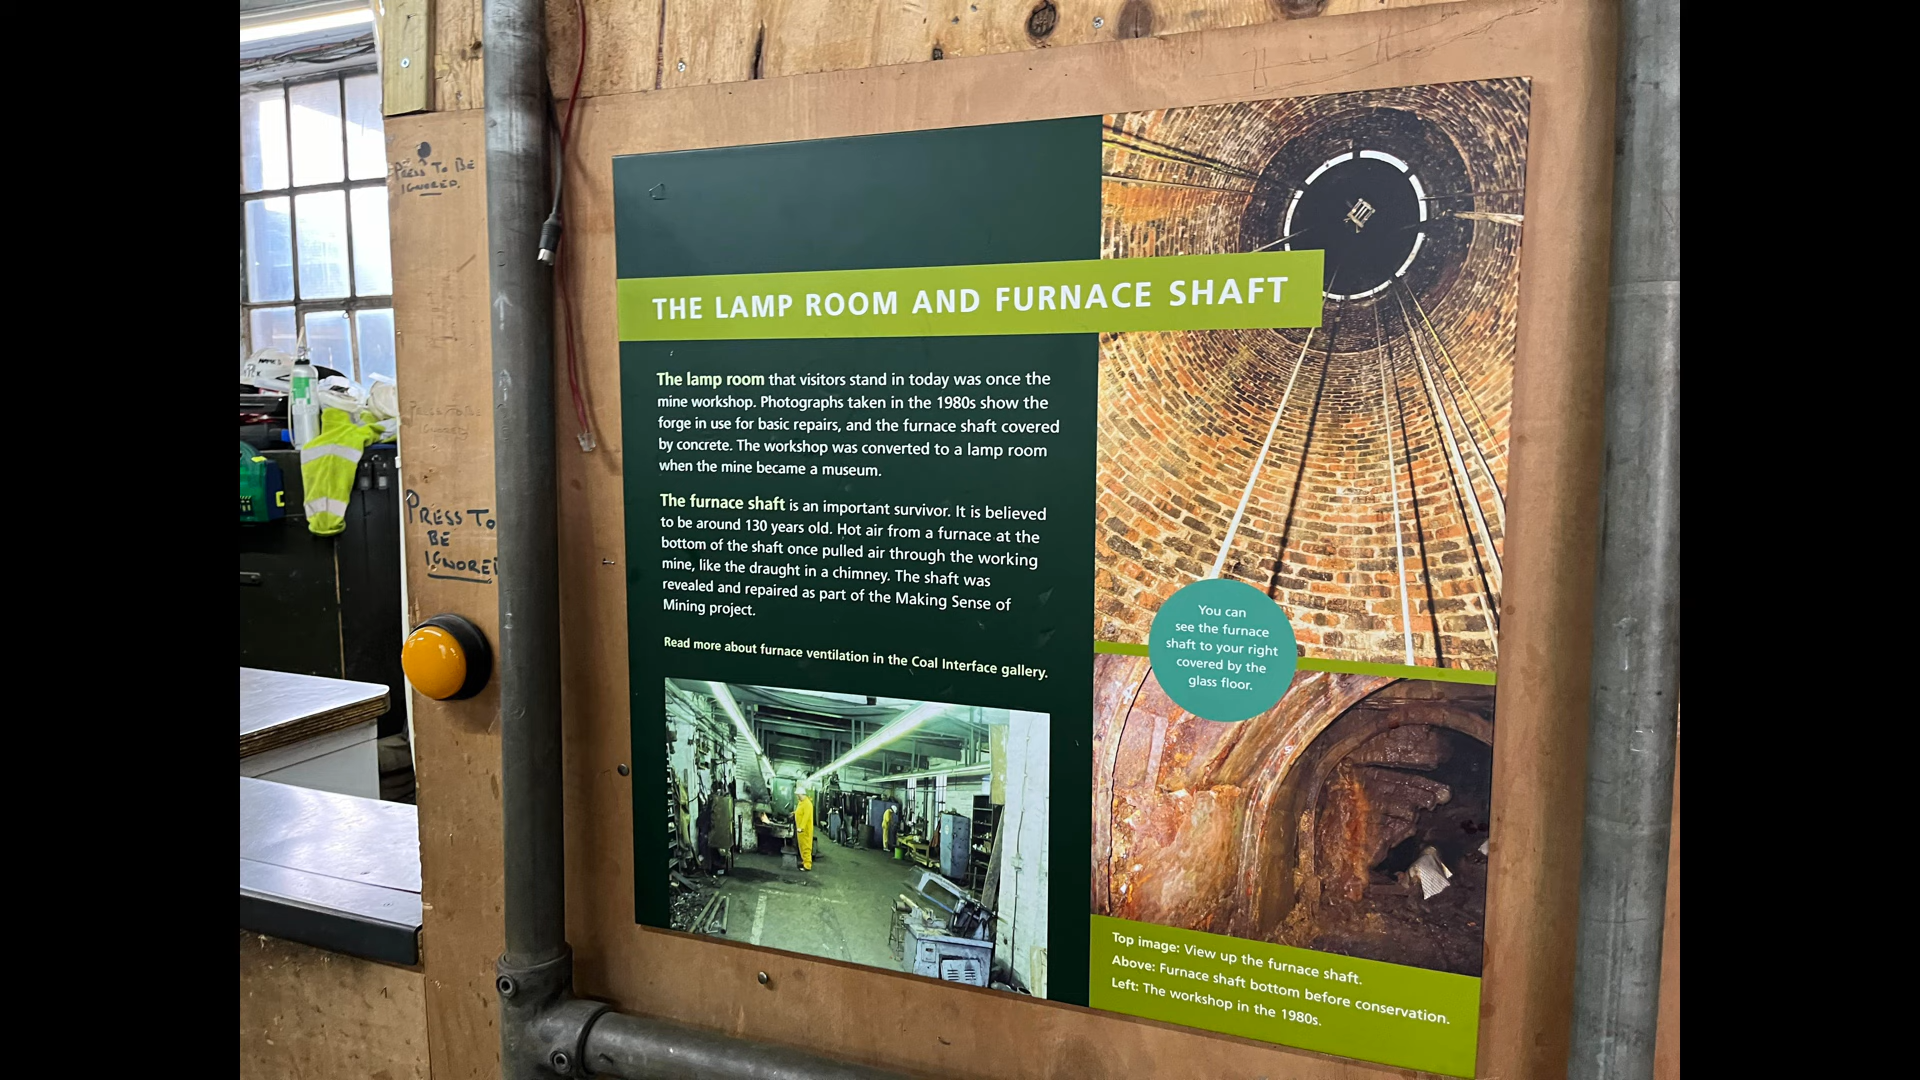 PRESS TO BE
IGNORED.
PRESS TO
BE
THE LAMP ROOM AND FURNACE SHAFT
The lamp room that visitors stand in today was once the
mine workshop. Photographs taken in the 1980s show the
forge in use for basic repairs, and the furnace shaft covered
by concrete. The workshop was converted to a lamp room
when the mine became a museum.
The furnace shaft is an important survivor. It is believed
to be around 130 years old. Hot air from a furnace at the
bottom of the shaft once pulled air through the working
mine, like the draught in a chimney. The shaft was
revealed and repaired as part of the Making Sense of
Mining project.
Read more about furnace ventilation in the Coal Interface gallery.
You can
see the furnace
shaft to your right
covered by the
glass floor.
Top image: View up the furnace shaft.
Above: Furnace shaft bottom before conservation.
Left: The workshop in the 1980s.